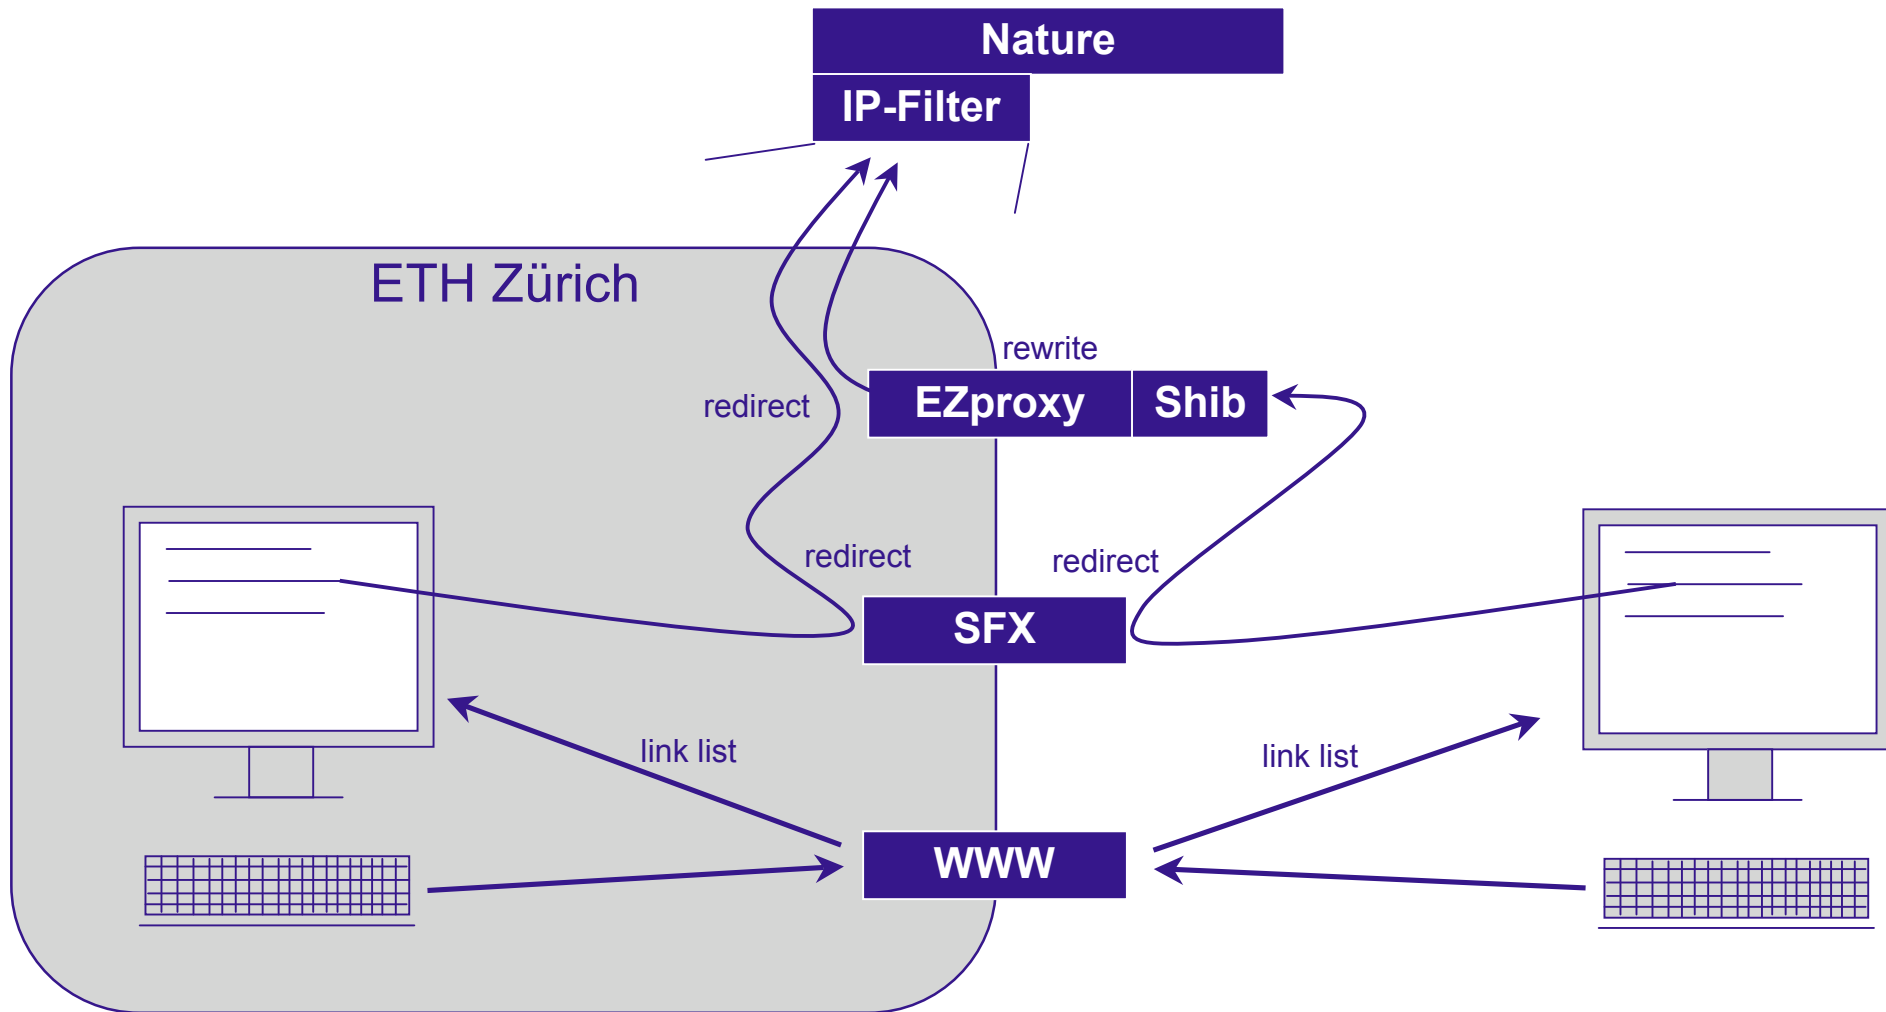 Nature
IP-Filter
ETH Zürich
rewrite
EZproxy Shib
redirect
redirect
redirect
SFX
link list
link list
WWW